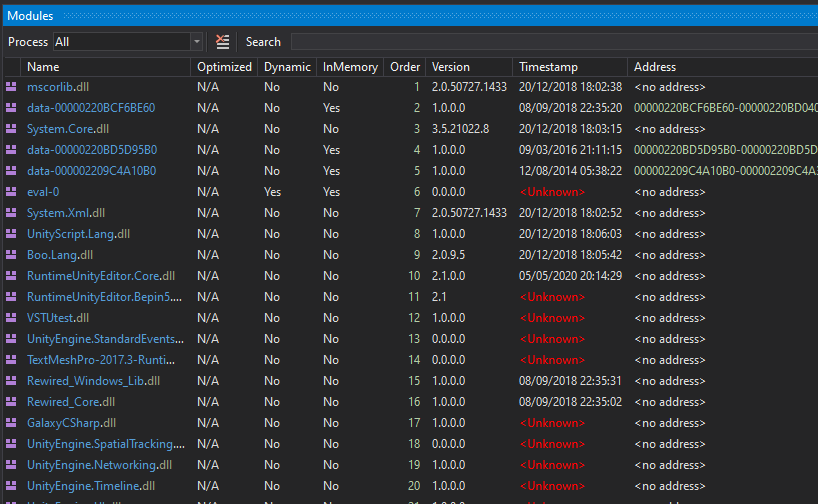 Modules
Process All Search
Name Optimized Dynamic InMemory Order Version Timestamp Address
mscorlib.dll N/A No No 1 2.0.50727.1433 20/12/2018 18:02:38 <no address>
data-00000220BCF6BE60 N/A No Yes 2 1.0.0.0 08/09/2018 22:35:20 00000220BCF6BE60-00000220BD040
System.Core.dll N/A No No 3 3.5.21022.8 20/12/2018 18:03:15 <no address>
data-00000220BD5D95B0 N/A No Yes 4 1.0.0.0 09/03/2016 21:11:15 00000220BD5D95B0-00000220BD5D
data-000002209C4A10B0 N/A No Yes 5 1.0.0.0 12/08/2014 05:38:22 000002209C4A10B0-000002209C4A3
eval-0 N/A Yes Yes 6 0.0.0.0 <Unknown> <no address>
System.Xml.dll N/A No No 7 2.0.50727.1433 20/12/2018 18:02:52 <no address>
UnityScript.Lang.dll N/A No No 8 1.0.0.0 20/12/2018 18:06:03 <no address>
Boo.Lang.dll N/A No No 9 2.0.9.5 20/12/2018 18:05:42 <no address>
RuntimeUnityEditor.Core.dll N/A No No 10 2.1.0.0 05/05/2020 20:14:29 <no address>
RuntimeUnityEditor.Bepin5.... N/A No No 11 2.1 <Unknown> <no address>
VSTUtest.dll N/A No No 12 1.0.0.0 <Unknown> <no address>
UnityEngine.StandardEvents... N/A No No 13 0.0.0.0 <Unknown> <no address>
TextMeshPro-2017.3-Runti... N/A No No 14 0.0.0.0 <Unknown> <no address>
Rewired_Windows_Lib.dll N/A No No 15 1.0.0.0 08/09/2018 22:35:31 <no address>
Rewired_Core.dll N/A No No 16 1.0.0.0 08/09/2018 22:35:02 <no address>
GalaxyCSharp.dll N/A No No 17 1.0.0.0 <Unknown> <no address>
UnityEngine.SpatialTracking.... N/A No No 18 0.0.0.0 <Unknown> <no address>
UnityEngine.Networking.dll N/A No No 19 1.0.0.0 <Unknown> <no address>
UnityEngine.Timeline.dll N/A No No 20 1.0.0.0 <Unknown> <no address>